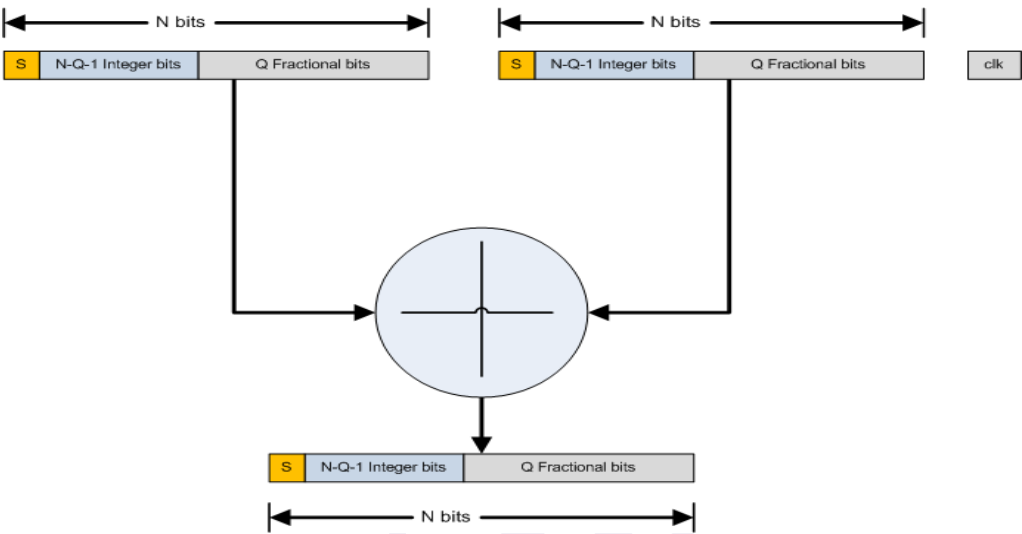 N bits
N bits
S N-Q-1 Integer bits Q Fractional bits
S N-Q-1 Integer bits Q Fractional bits
clk
S N-Q-1 Integer bits Q Fractional bits
N bits